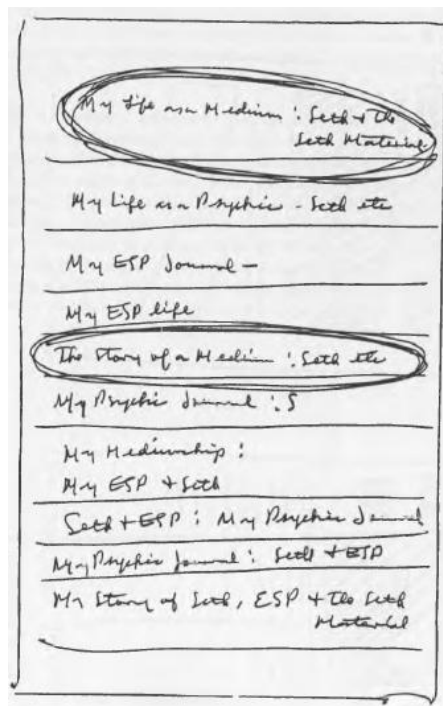 My Life as a Medium : Seth & the
Seth Material
My Life as a Psychic - Seth etc
My ESP Journal -
My ESP life
The Story of a Medium : Seth etc
My Psychic Journal : S
My Mediumship :
My ESP + Seth
Seth + ESP : My Psychic Journal
My Psychic Journal : Seth + ESP
My Story of Seth, ESP + the Seth
Material